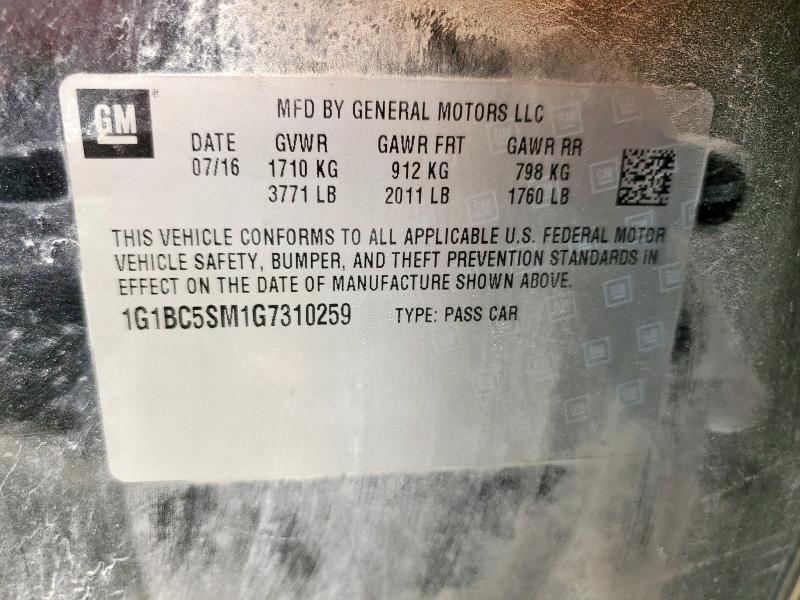 GM®
MFD BY GENERAL MOTORS LLC
DATE GVWR GAWR FRT GAWR RR
07/16 1710 KG 912 KG 798 KG
3771 LB 2011 LB 1760 LB
THIS VEHICLE CONFORMS TO ALL APPLICABLE U.S. FEDERAL MOTOR
VEHICLE SAFETY, BUMPER, AND THEFT PREVENTION STANDARDS IN
EFFECT ON THE DATE OF MANUFACTURE SHOWN ABOVE.
1G1BC5SM1G7310259 TYPE: PASS CAR